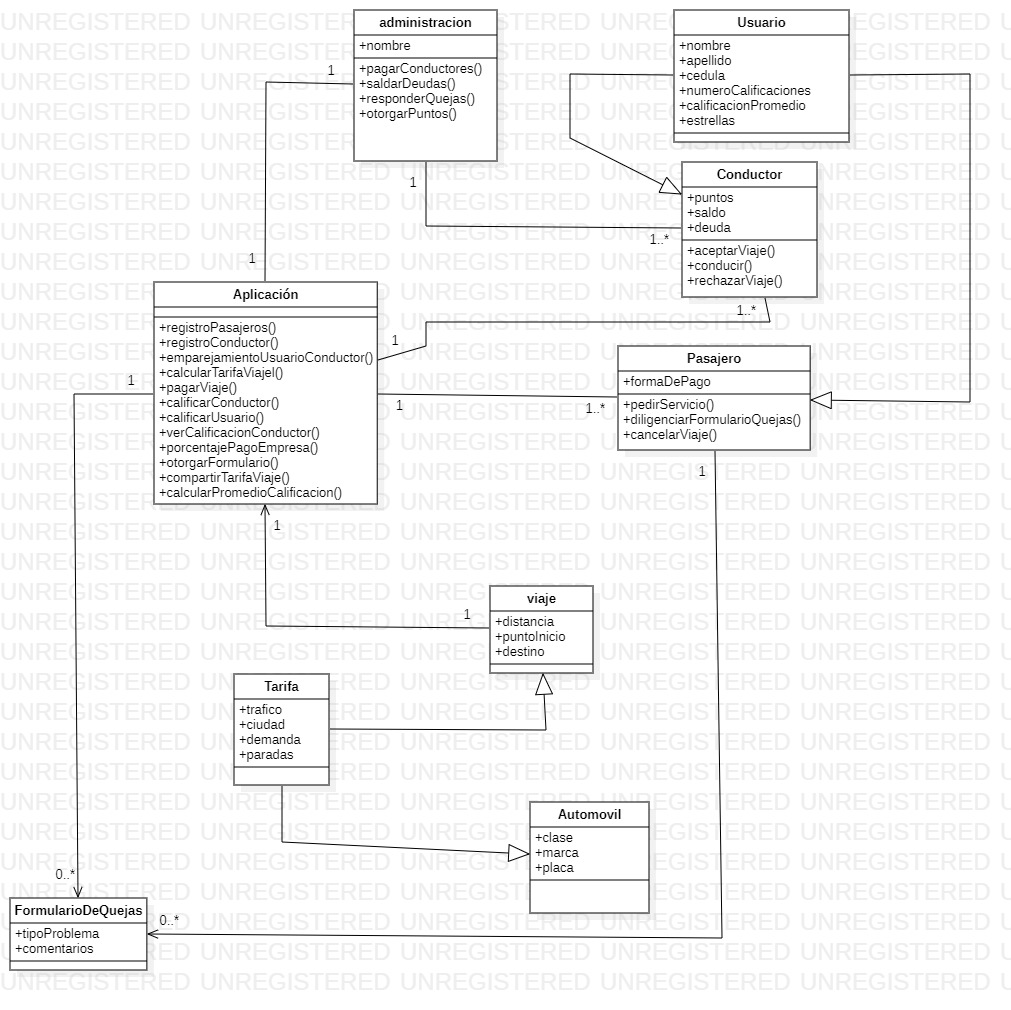 administracion
+nombre
+pagarConductores()
+saldarDeudas()
+responderQuejas()
+otorgarPuntos()
Usuario
+nombre
+apellido
+cedula
+numeroCalificaciones
+calificacionPromedio
+estrellas
1
1
1
1..*
Conductor
+puntos
+saldo
+deuda
+aceptarViaje()
+conducir()
+rechazarViaje()
1..*
Aplicación
+registroPasajeros()
+registroConductor()
+emparejamientoUsuarioConductor()
+calcularTarifaViajel()
+pagarViaje()
+calificarConductor()
+calificarUsuario()
+verCalificacionConductor()
+porcentajePagoEmpresa()
+otorgarFormulario()
+compartirTarifaViaje()
+calcularPromedioCalificacion()
1
1
1
1..*
Pasajero
+formaDePago
+pedirServicio()
+diligenciarFormularioQuejas()
+cancelarViaje()
1
1
1
viaje
+distancia
+puntoInicio
+destino
Tarifa
+trafico
+ciudad
+demanda
+paradas
Automovil
+clase
+marca
+placa
0..*
0..*
FormularioDeQuejas
+tipoProblema
+comentarios
UNREGISTERED